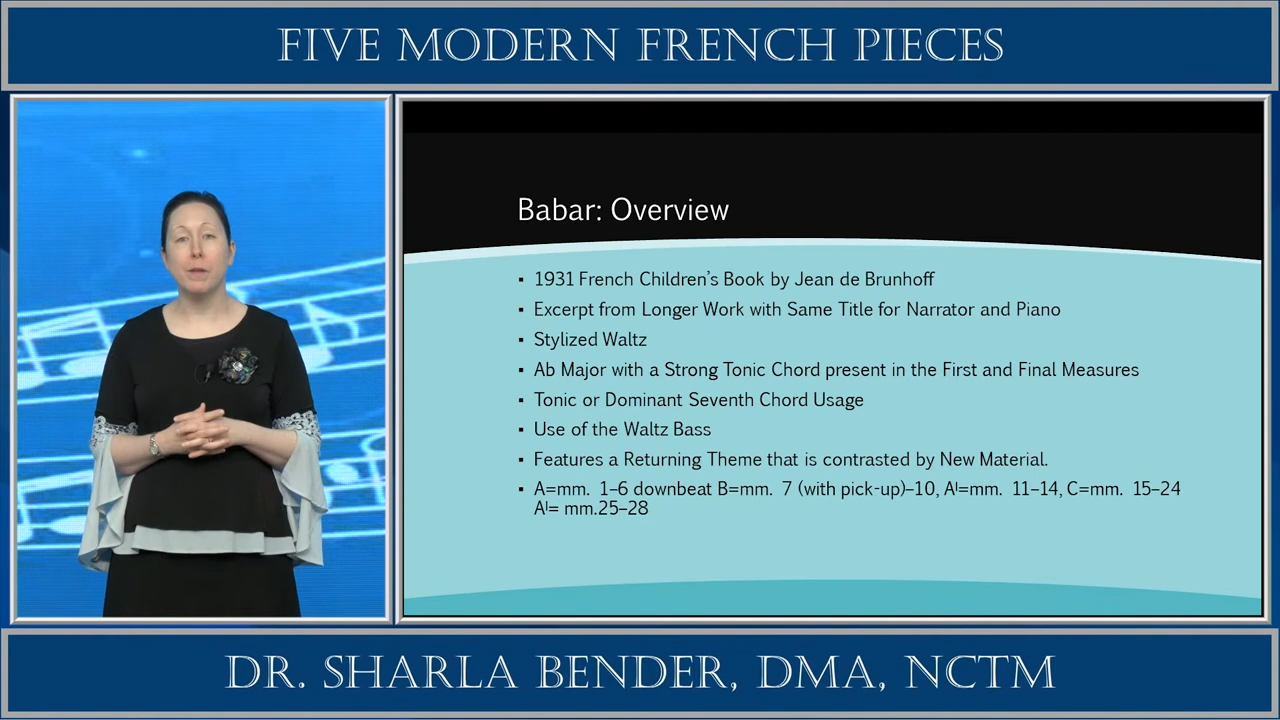 FIVE MODERN FRENCH PIECES
Babar: Overview
▪ 1931 French Children's Book by Jean de Brunhoff
▪ Excerpt from Longer Work with Same Title for Narrator and Piano
▪ Stylized Waltz
▪ Ab Major with a Strong Tonic Chord present in the First and Final Measures
▪ Tonic or Dominant Seventh Chord Usage
▪ Use of the Waltz Bass
▪ Features a Returning Theme that is contrasted by New Material.
▪ A=mm. 1–6 downbeat B=mm. 7 (with pick-up)–10, A|=mm. 11–14, C=mm. 15–24
A|= mm.25–28
DR. SHARLA BENDER, DMA, NCTM